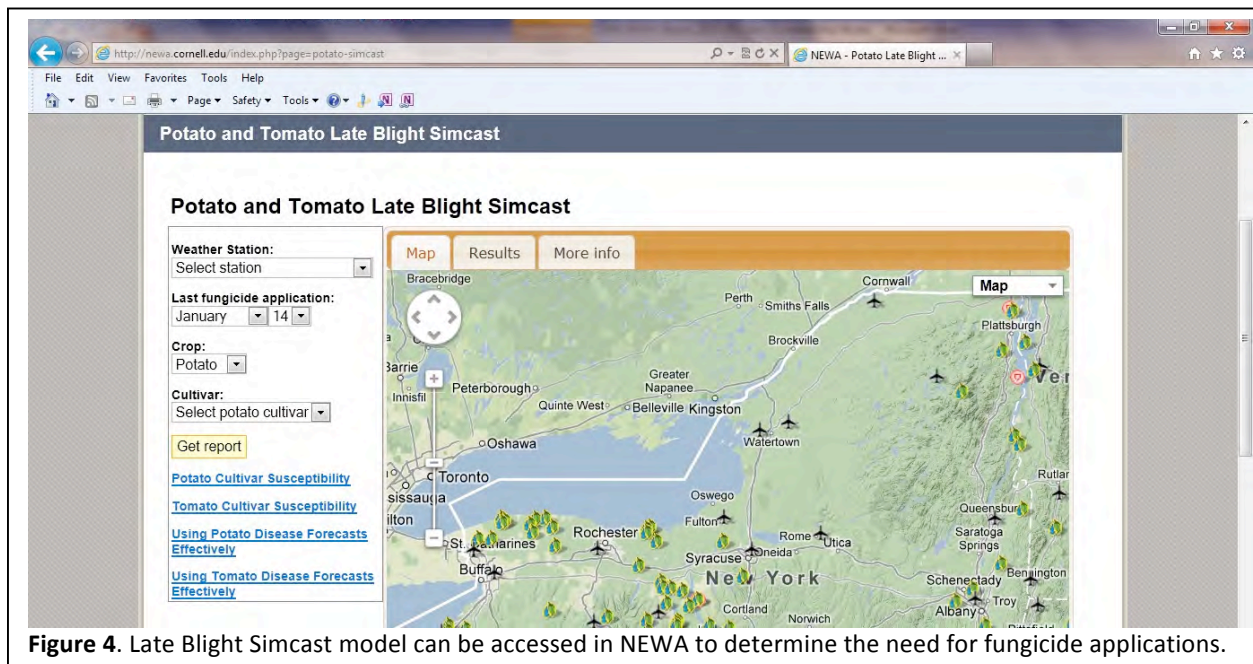 http://newa.cornell.edu/index.php?page=potato-simcast
NEWA - Potato Late Blight ...
File Edit View Favorites Tools Help
Page Safety Tools
Potato and Tomato Late Blight Simcast
Potato and Tomato Late Blight Simcast
Weather Station:
Select station
Last fungicide application:
January 14
Crop:
Potato
Cultivar:
Select potato cultivar
Get report
Potato Cultivar Susceptibility
Tomato Cultivar Susceptibility
Using Potato Disease Forecasts
Effectively
Using Tomato Disease Forecasts
Effectively
Map Results More info
Map
Bracebridge
Cornwall
Perth
Smiths Falls
Plattsburgh
Brockville
Barrie
Greater
Napanee
Ver
Innisfil
Peterborough
Quinte West
Belleville
Kingston
Oshawa
Watertown
Toronto
Rutlar
sissauga
Oswego
ilton
Fulton
Queensbury
Rochester
Rome
Utica
Saratoga
Springs
Syracuse
Oneida
Buffalo
New York
Schenectady
Bennington
Cortland
Norwich
Albany
Troy
Figure 4. Late Blight Simcast model can be accessed in NEWA to determine the need for fungicide applications.